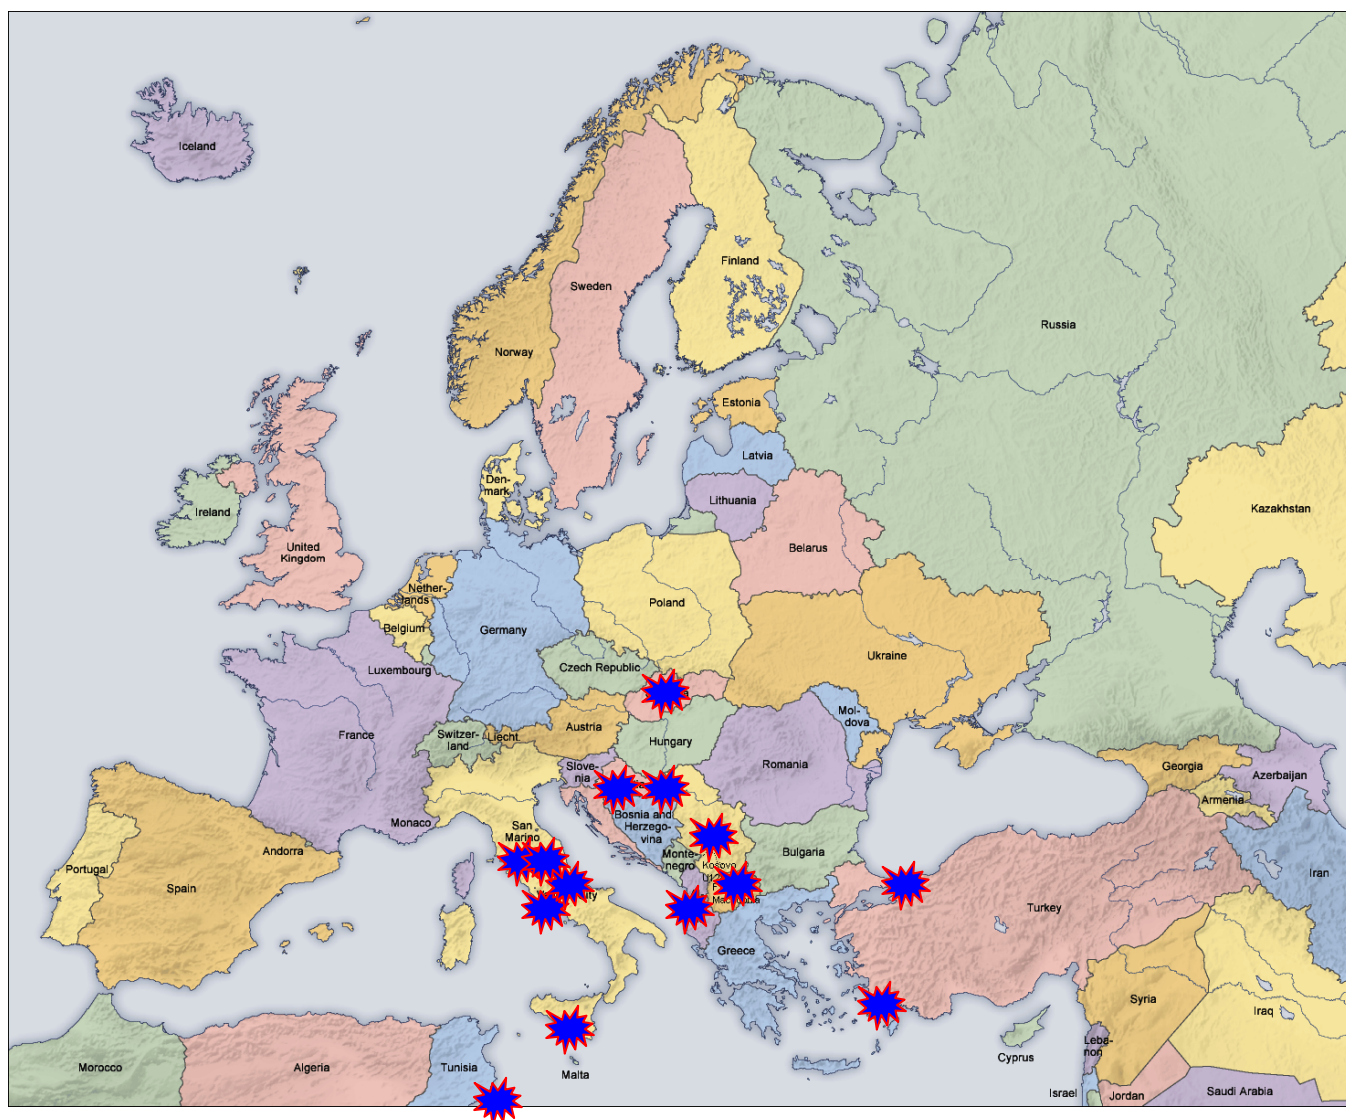 Iceland
Finland
Sweden
Russia
Norway
Estonia
Latvia
Lithuania
Den-
mark
Kazakhstan
Ireland
United
Kingdom
Belarus
Nether-
lands
Poland
Belgium
Germany
Ukraine
Czech Republic
Luxembourg
Mol-
dova
Austria
Switzer-
land
Liecht.
France
Hungary
Romania
Slove-
nia
Georgia
Azerbaijan
Armenia
Monaco
San
Marino
Bosnia and
Herzego-
vina
Andorra
Bulgaria
Monte-
negro
Kosovo
Portugal
Spain
Iran
Turkey
Greece
Syria
Iraq
Cyprus
Leba-
non
Morocco
Algeria
Tunisia
Malta
Israel
Jordan
Saudi Arabia